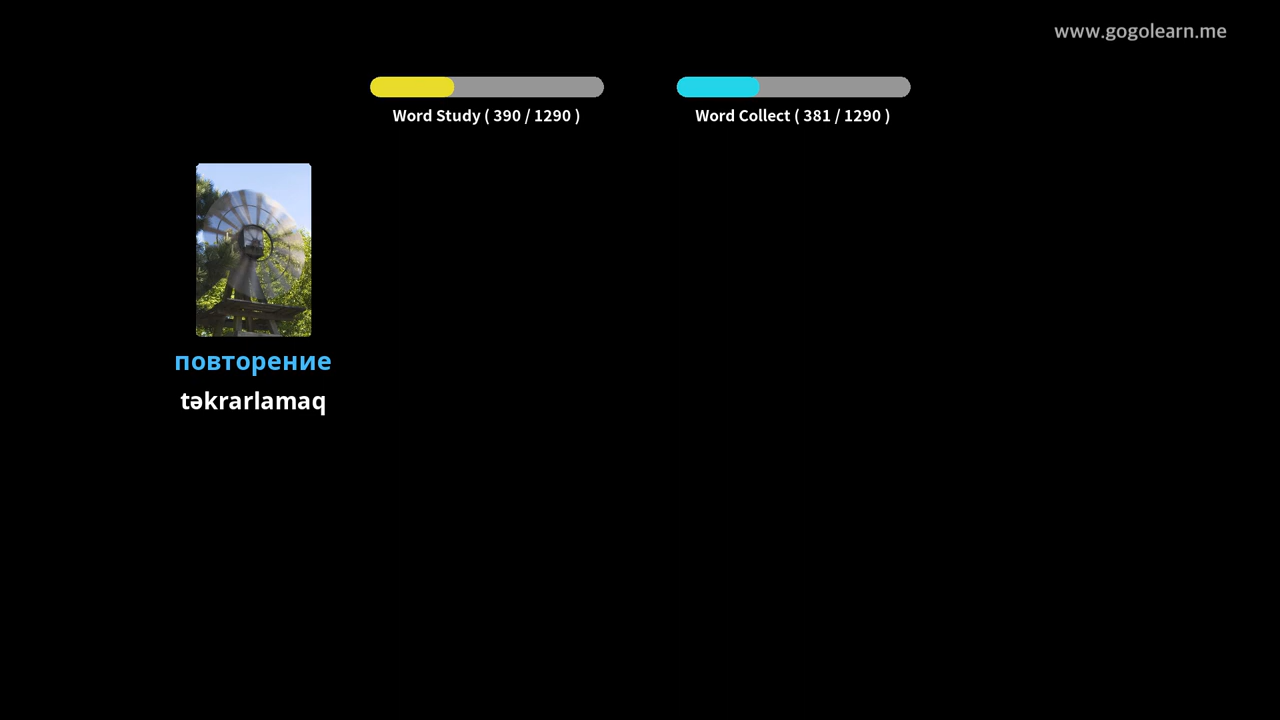 www.gogolearn.me
Word Study ( 390 / 1290 )
Word Collect ( 381 / 1290 )
повторение
təkrarlamaq